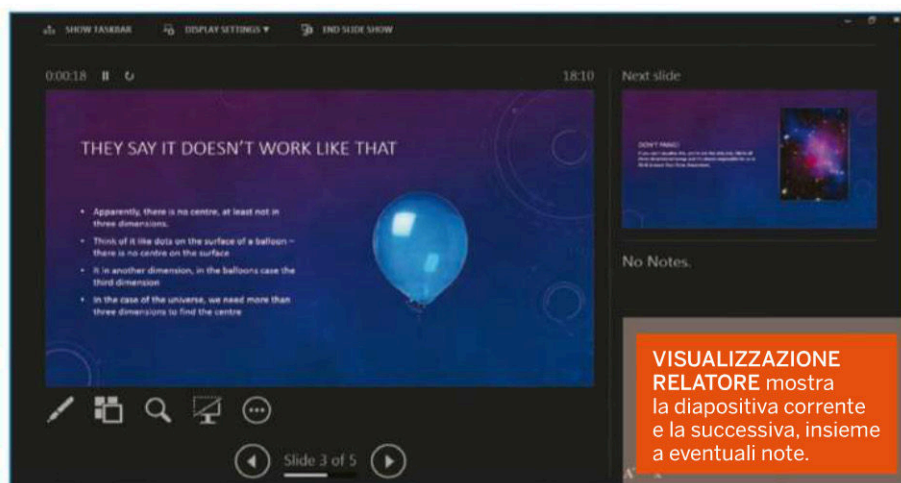 SHOW TASKBAR DISPLAY SETTINGS ▼ END SLIDE SHOW
0:00:18 18:10 Next slide
THEY SAY IT DOESN'T WORK LIKE THAT
• Apparently, there is no centre, at least not in
three dimensions.
• Think of it like dots on the surface of a balloon –
there is no centre on the surface
• It in another dimension, in the balloons case the
third dimension
• In the case of the universe, we need more than
three dimensions to find the centre
DON'T PANIC!
No Notes.
Slide 3 of 5
VISUALIZZAZIONE
RELATORE mostra
la diapositiva corrente
e la successiva, insieme
a eventuali note.